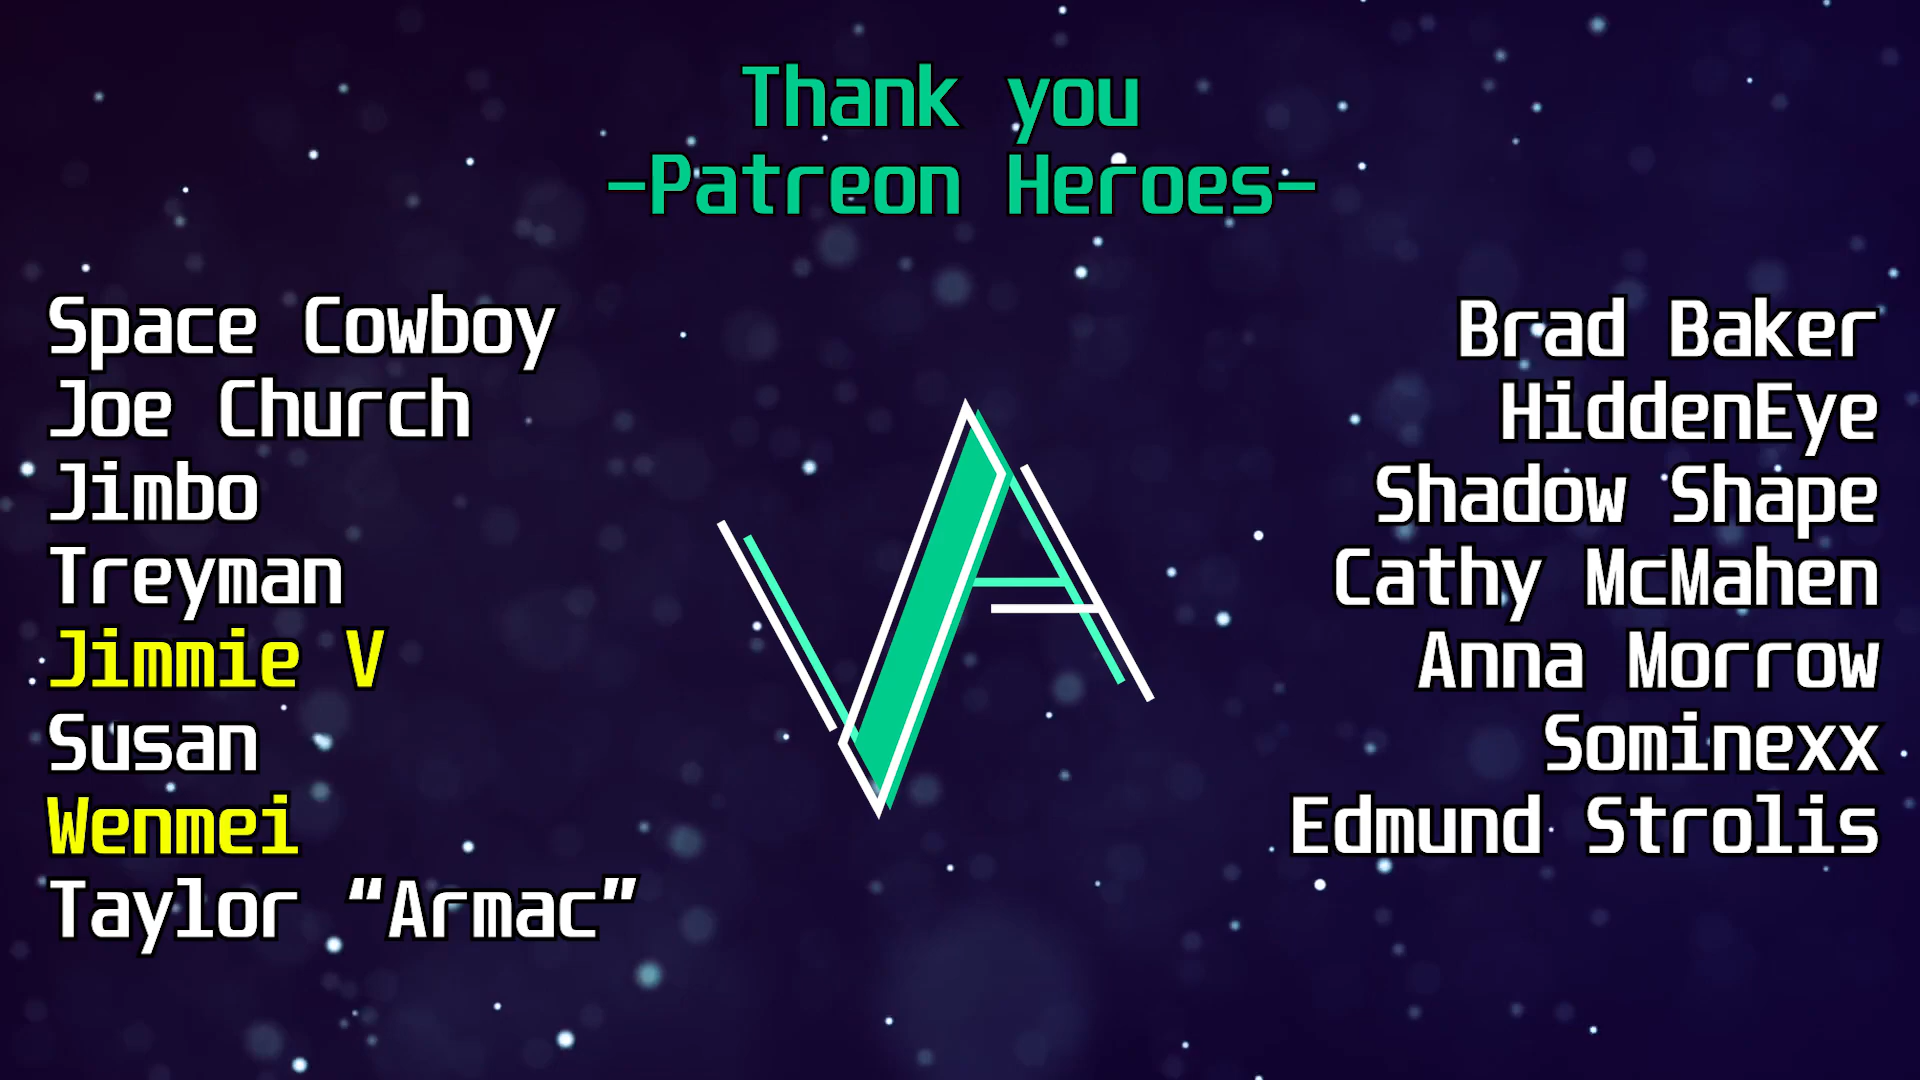 Thank you
-Patreon Heroes-
Space Cowboy
Joe Church
Jimbo
Treyman
Jimmie V
Susan
Wenmei
Taylor “Armac”
VA
Brad Baker
HiddenEye
Shadow Shape
Cathy McMahen
Anna Morrow
Sominexx
Edmund Strolis